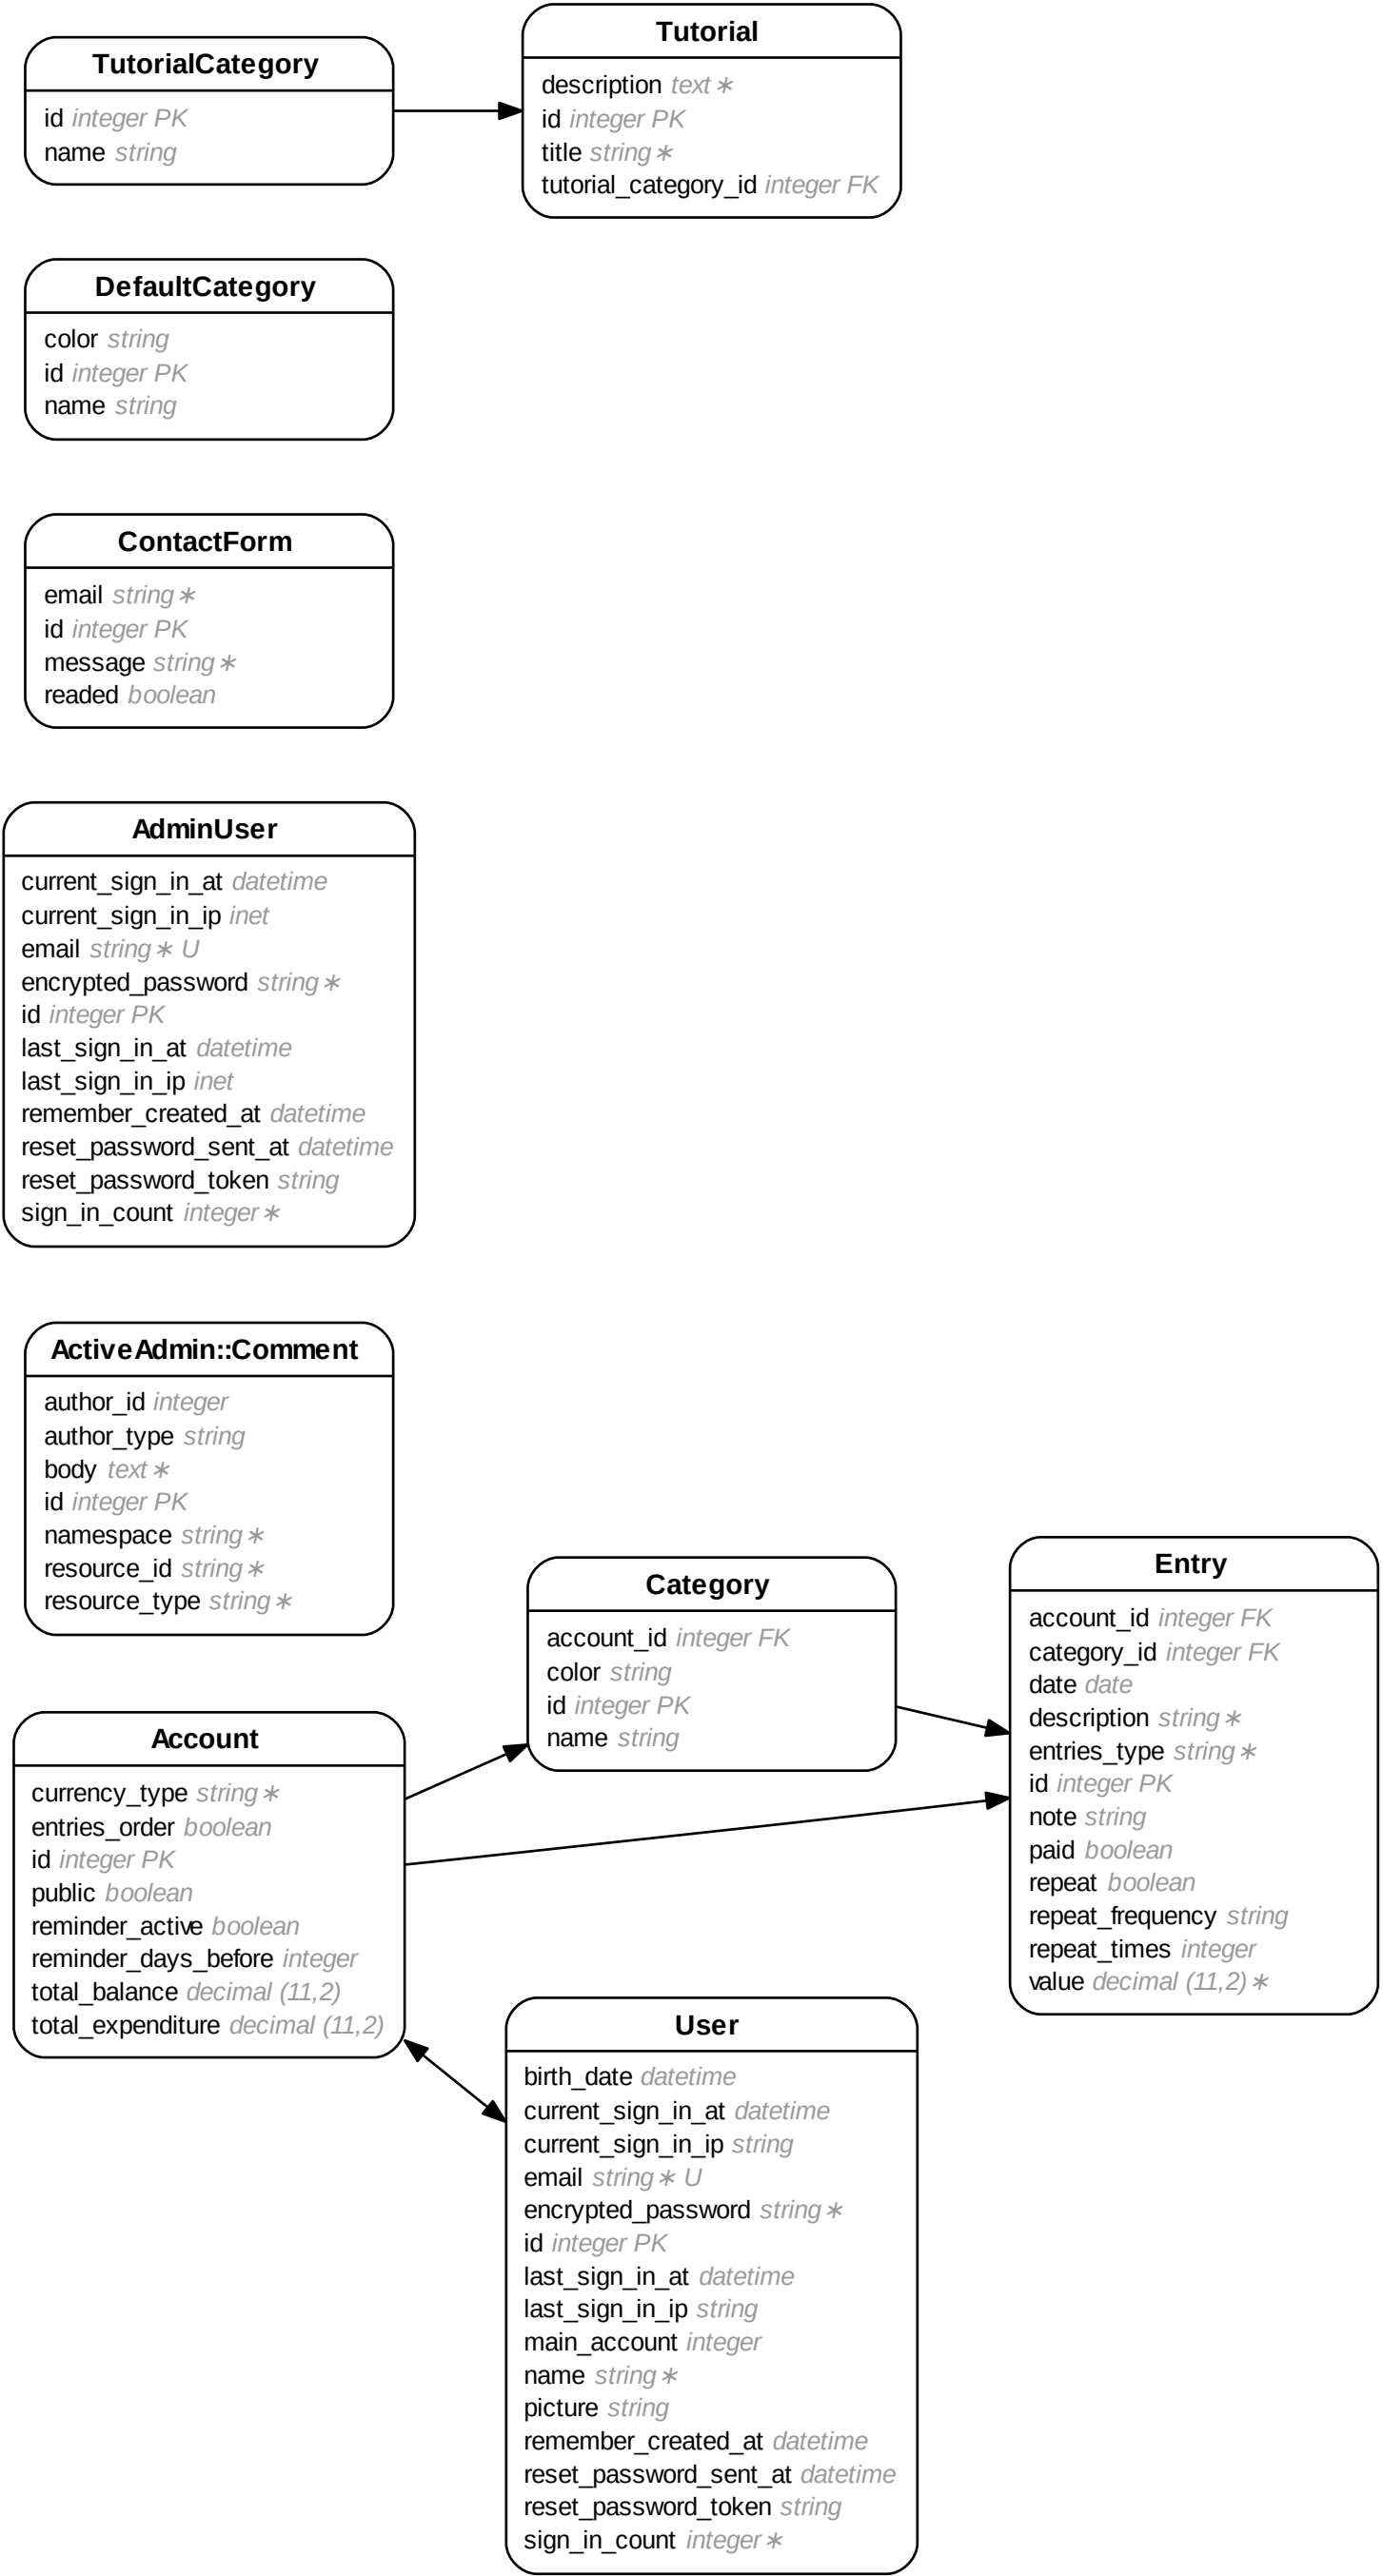 TutorialCategory
id integer PK
name string
Tutorial
description text ∗
id integer PK
title string ∗
tutorial_category_id integer FK
DefaultCategory
color string
id integer PK
name string
ContactForm
email string ∗
id integer PK
message string ∗
readed boolean
AdminUser
current_sign_in_at datetime
current_sign_in_ip inet
email string ∗ U
encrypted_password string ∗
id integer PK
last_sign_in_at datetime
last_sign_in_ip inet
remember_created_at datetime
reset_password_sent_at datetime
reset_password_token string
sign_in_count integer ∗
ActiveAdmin::Comment
author_id integer
author_type string
body text ∗
id integer PK
namespace string ∗
resource_id string ∗
resource_type string ∗
Category
account_id integer FK
color string
id integer PK
name string
Entry
account_id integer FK
category_id integer FK
date date
description string ∗
entries_type string ∗
id integer PK
note string
paid boolean
repeat boolean
repeat_frequency string
repeat_times integer
value decimal (11,2) ∗
Account
currency_type string ∗
entries_order boolean
id integer PK
public boolean
reminder_active boolean
reminder_days_before integer
total_balance decimal (11,2)
total_expenditure decimal (11,2)
User
birth_date datetime
current_sign_in_at datetime
current_sign_in_ip string
email string ∗ U
encrypted_password string ∗
id integer PK
last_sign_in_at datetime
last_sign_in_ip string
main_account integer
name string ∗
picture string
remember_created_at datetime
reset_password_sent_at datetime
reset_password_token string
sign_in_count integer ∗